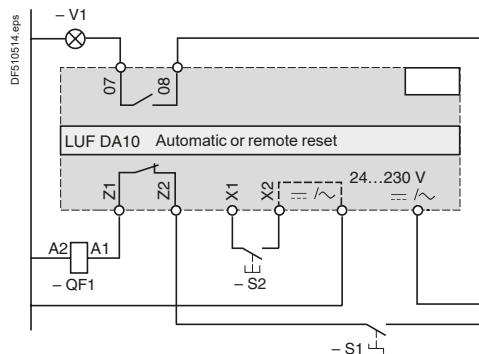 DF510514.eps
– V1
07
08
LUF DA10 Automatic or remote reset
24...230 V
Z1
Z2
X1
X2
⎓ /∼
⎓ /∼
A2
A1
– QF1
– S2
– S1